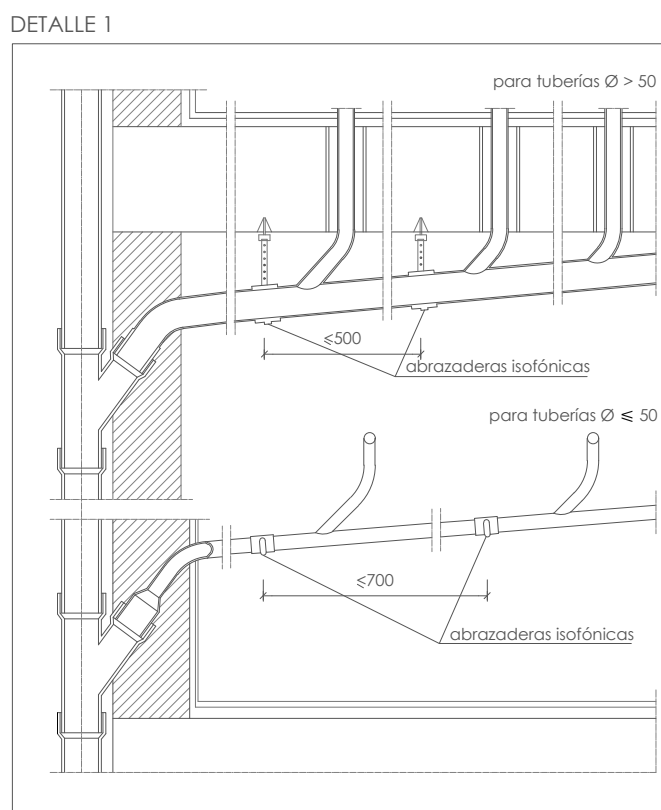 DETALLE 1
para tuberías Ø > 50
≤500
abrazaderas isofónicas
para tuberías Ø ≤ 50
≤700
abrazaderas isofónicas